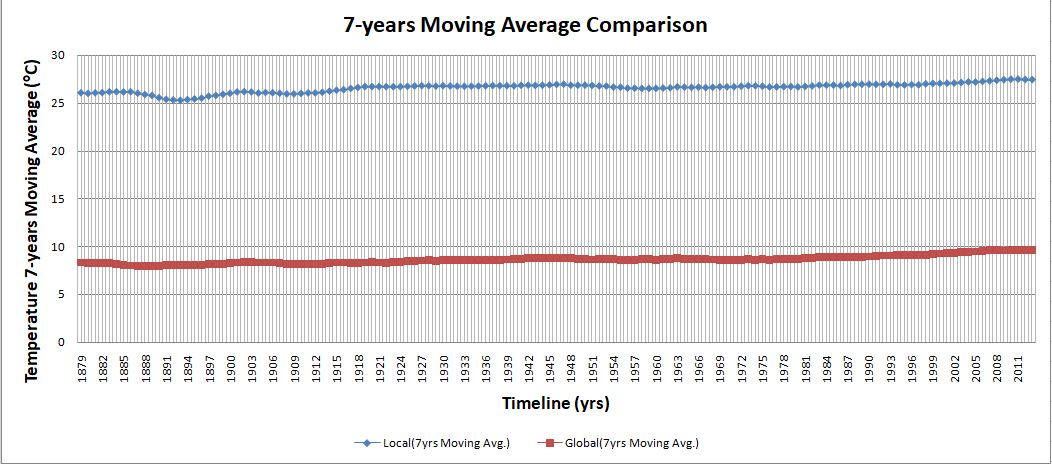 7-years Moving Average Comparison
Temperature 7-years Moving Average (°C)
30
25
20
15
10
5
0
1879 1882 1885 1888 1891 1894 1897 1900 1903 1906 1909 1912 1915 1918 1921 1924 1927 1930 1933 1936 1939 1942 1945 1948 1951 1954 1957 1960 1963 1966 1969 1972 1975 1978 1981 1984 1987 1990 1993 1996 1999 2002 2005 2008 2011
Timeline (yrs)
Local(7yrs Moving Avg.) Global(7yrs Moving Avg.)